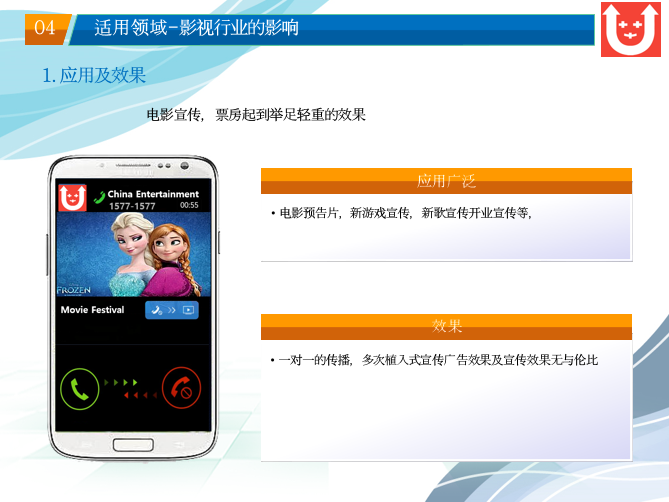 04
适用领域-影视行业的影响
1. 应用及效果
电影宣传，票房起到举足轻重的效果
China Entertainment
1577-1577 00:55
FROZEN
Movie Festival
应用广泛
• 电影预告片，新游戏宣传，新歌宣传开业宣传等，
效果
• 一对一的传播，多次植入式宣传广告效果及宣传效果无与伦比